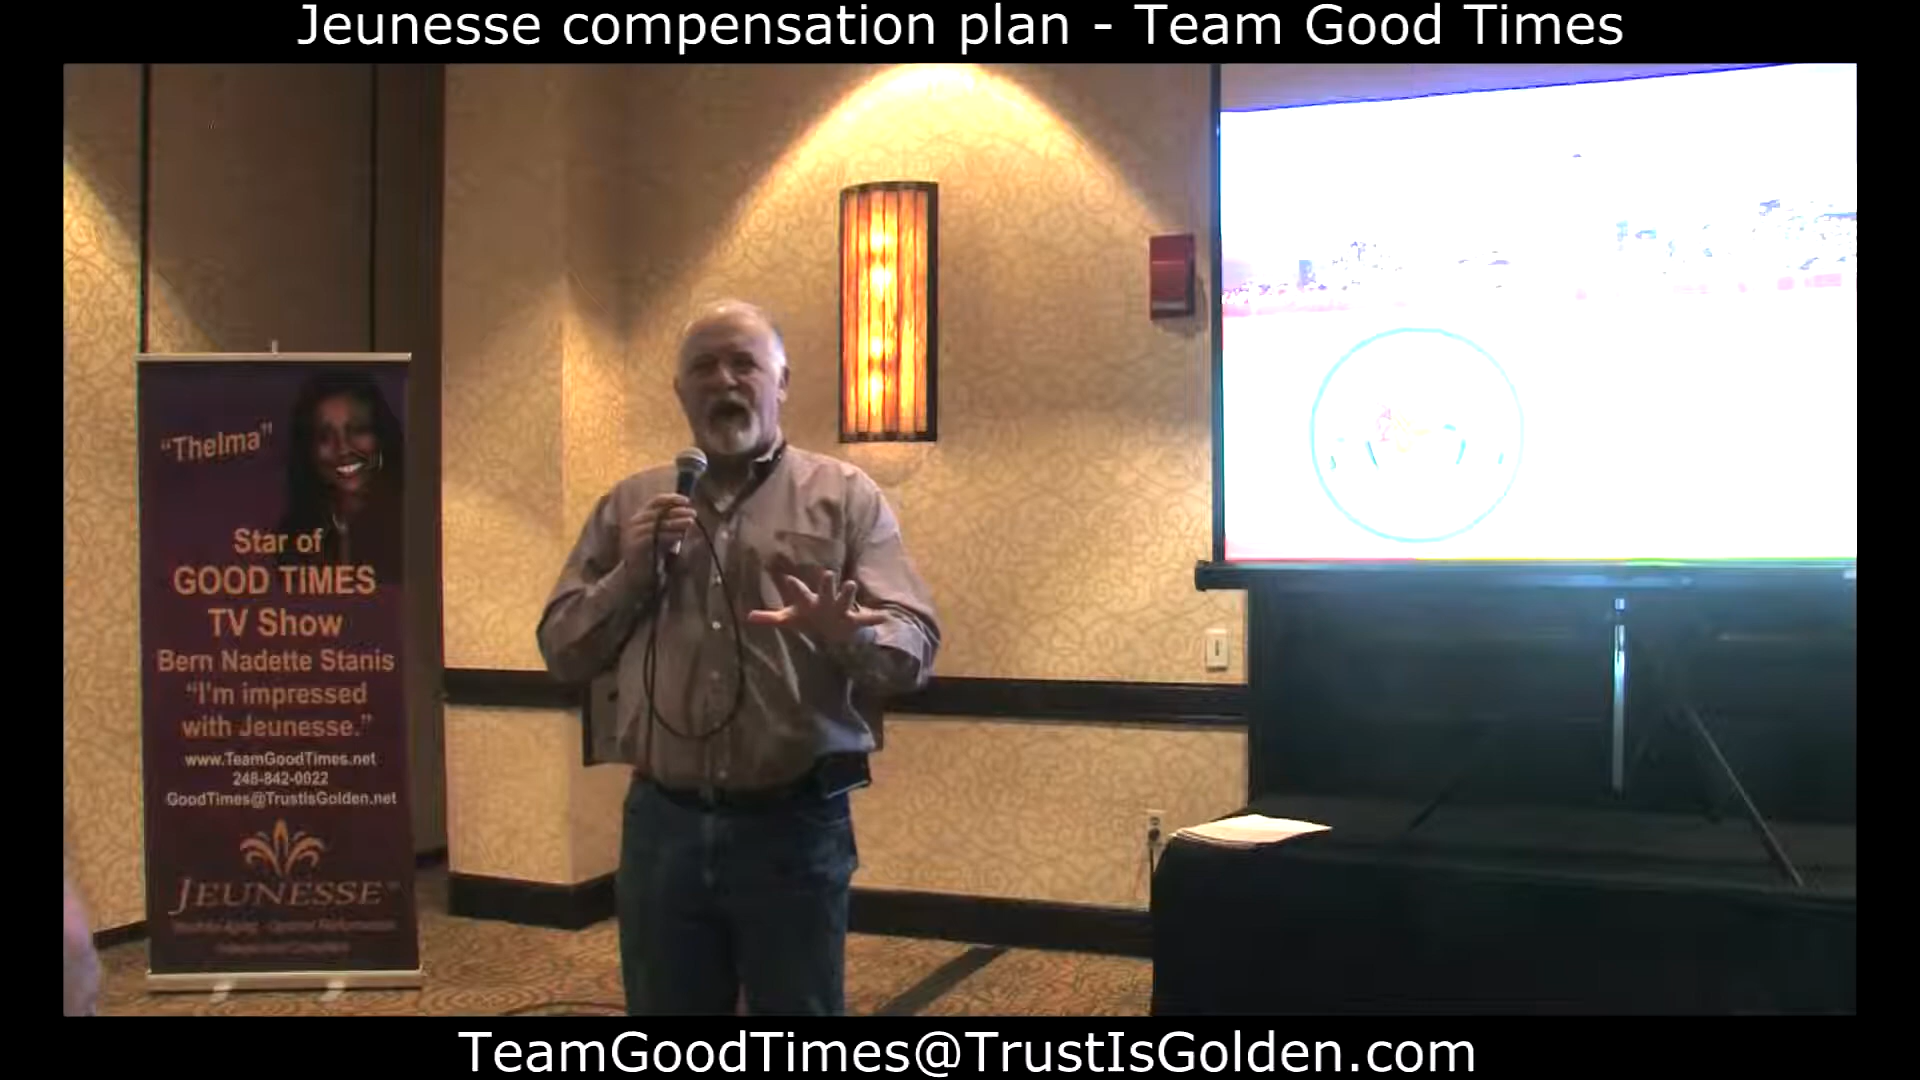 Jeunesse compensation plan - Team Good Times
“Thelma”
Star of
GOOD TIMES
TV Show
Bern Nadette Stanis
“I'm impressed
with Jeunesse.”
www.TeamGoodTimes.net
248-842-0022
GoodTimes@TrustIsGolden.net
JEUNESSE
TeamGoodTimes@TrustIsGolden.com